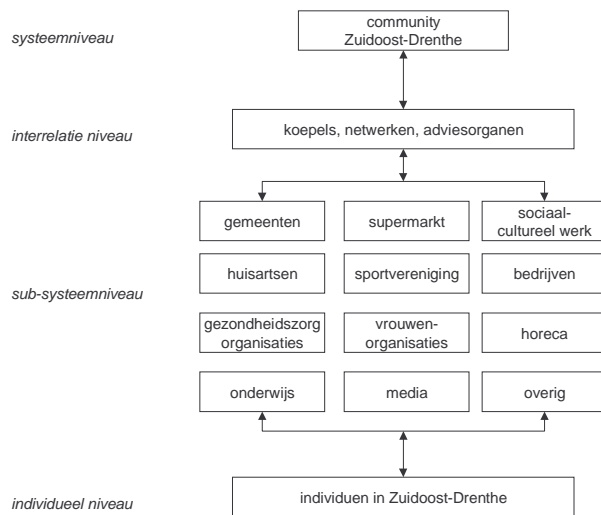 systeemniveau
community
Zuidoost-Drenthe
interrelatie niveau
koepels, netwerken, adviesorganen
gemeenten
supermarkt
sociaal-
cultureel werk
huisartsen
sportvereniging
bedrijven
sub-systeemniveau
gezondheidszorg
organisaties
vrouwen-
organisaties
horeca
onderwijs
media
overig
individueel niveau
individuen in Zuidoost-Drenthe